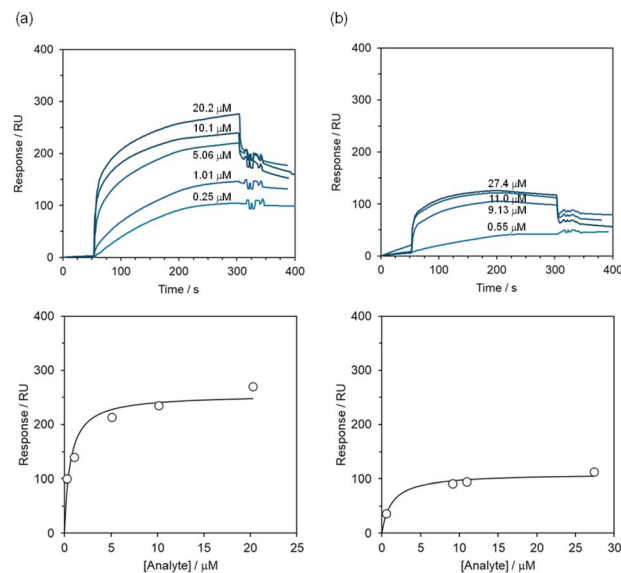 (a)
(b)
400
300
200
100
0
Response / RU
20.2 μM
10.1 μM
5.06 μM
1.01 μM
0.25 μM
0 100 200 300 400
Time / s
400
300
200
100
0
Response / RU
27.4 μM
11.0 μM
9.13 μM
0.55 μM
0 100 200 300 400
Time / s
400
300
200
100
0
Response / RU
0 5 10 15 20 25
[Analyte] / μM
400
300
200
100
0
Response / RU
0 5 10 15 20 25 30
[Analyte] / μM